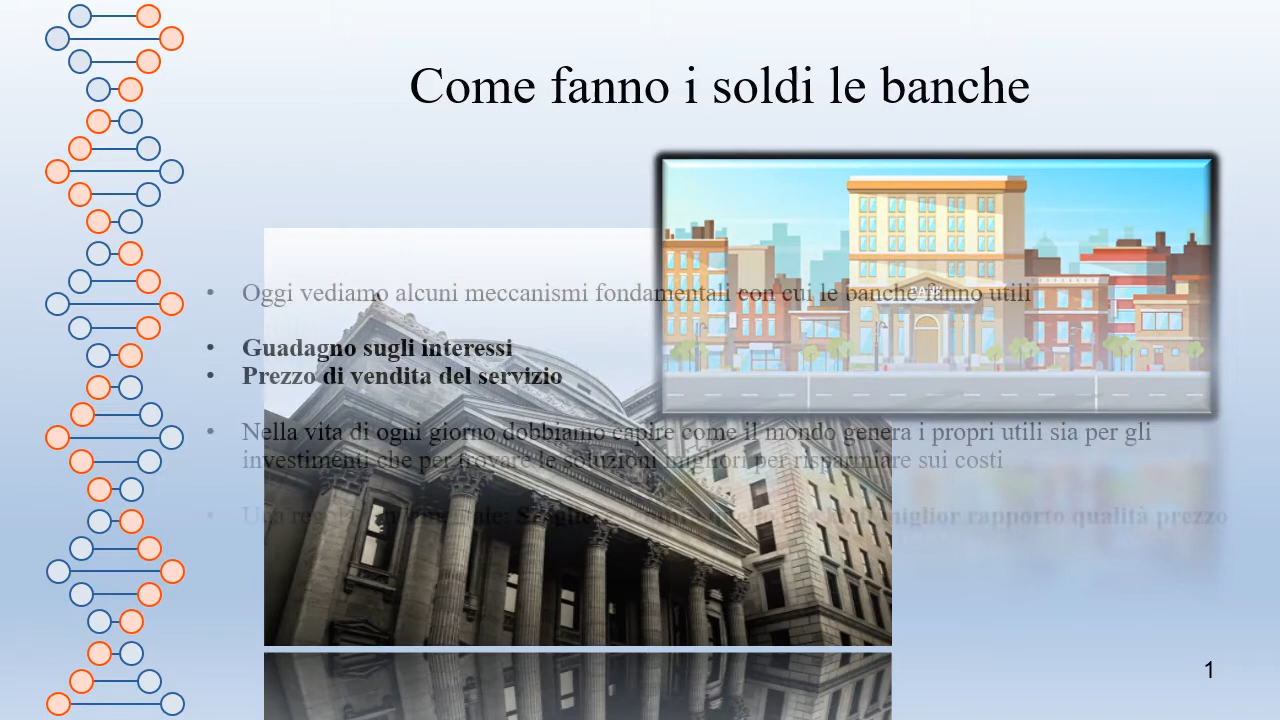 Come fanno i soldi le banche
BANK
• Oggi vediamo alcuni meccanismi fondamentali con cui le banche fanno utili
• Guadagno sugli interessi
• Prezzo di vendita del servizio
• Nella vita di ogni giorno dobbiamo capire come il mondo genera i propri utili sia per gli
investimenti che per trovare le soluzioni migliori per risparmiare sui costi
• miglior rapporto qualità prezzo
1